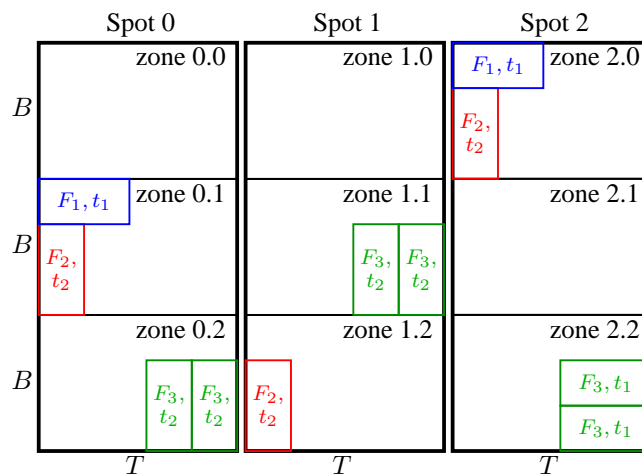 Spot 0 Spot 1 Spot 2
zone 0.0 zone 1.0 zone 2.0
F₁, t₁
B
F₂,
t₂
zone 0.1 zone 1.1 zone 2.1
F₁, t₁
B
F₂,
t₂
F₃, F₃,
t₂ t₂
zone 0.2 zone 1.2 zone 2.2
B
F₃, F₃,
t₂ t₂
F₂,
t₂
F₃, t₁
F₃, t₁
T T T